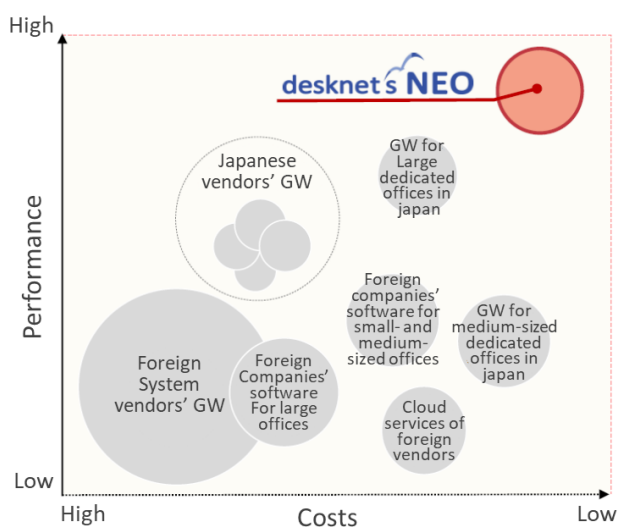 High
desknet's NEO
Japanese
vendors' GW
GW for
Large
dedicated
offices in
japan
Performance
Foreign
companies'
software for
small- and
medium-
sized offices
GW for
medium-sized
dedicated
offices in
japan
Foreign
System
vendors' GW
Foreign
Companies'
software
For large
offices
Cloud
services of
foreign
vendors
Low
High
Costs
Low